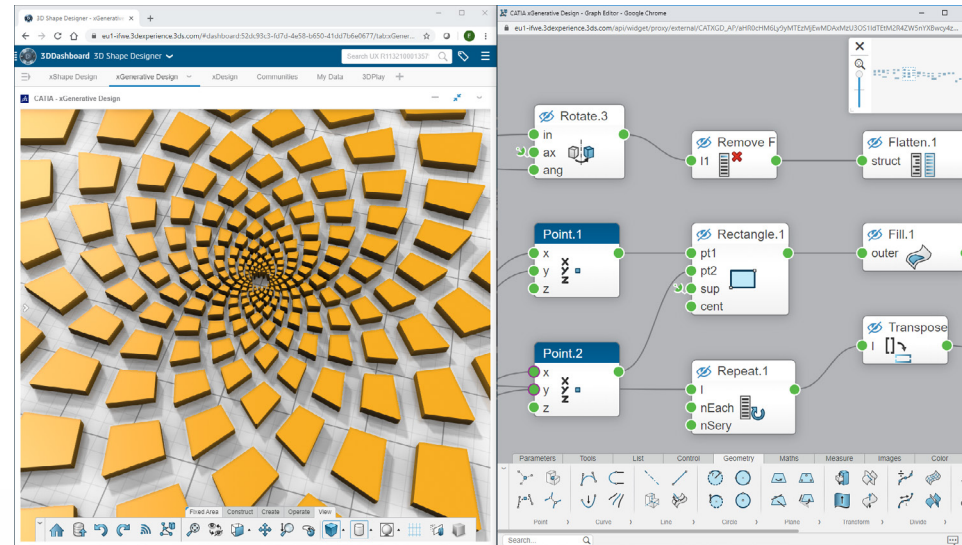 3D Shape Designer - xGenerativ
CATIA xGenerative Design - Graph Editor - Google Chrome
eu1-ifwe.3dexperience.3ds.com/#dashboard:52dc93c3-fd7d-4e58-b650-41dd7b6e0677/tab:xGene...
3DDashboard 3D Shape Designer
Search UX R1132100013S7
xShape Design xGenerative Design xDesign Communities My Data 3DPlay
CATIA - xGenerative Design
Fixed Area Construct Create Operate View
Rotate.3
in
ax
ang
Remove F
l1
Flatten.1
struct
Point.1
x
y
z
Rectangle.1
pt1
pt2
sup
cent
Fill.1
outer
Transpose
l
Point.2
x
y
z
Repeat.1
l
nEach
nSery
Parameters Tools List Control Geometry Maths Measure Images Color
Point Curve Line Circle Plane Transform Divide
Search...